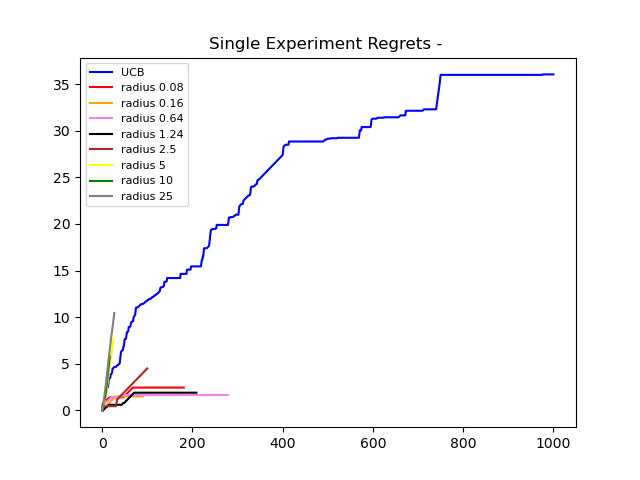 Single Experiment Regrets -
UCB
radius 0.08
radius 0.16
radius 0.64
radius 1.24
radius 2.5
radius 5
radius 10
radius 25
35
30
25
20
15
10
5
0
0 200 400 600 800 1000